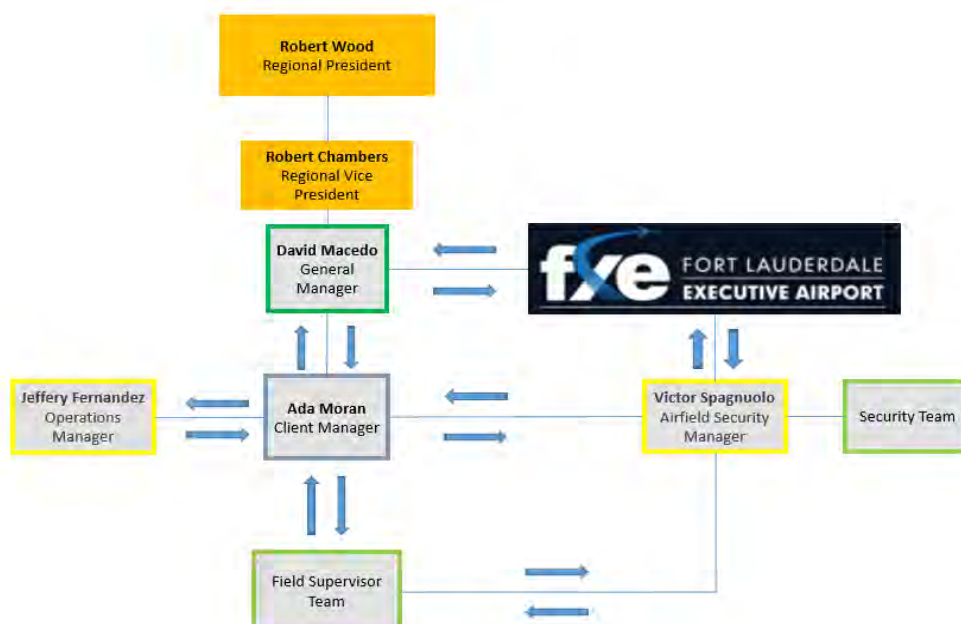 Robert Wood
Regional President
Robert Chambers
Regional Vice
President
David Macedo
General
Manager
fxe
FORT LAUDERDALE
EXECUTIVE AIRPORT
Jeffery Fernandez
Operations
Manager
Ada Moran
Client Manager
Victor Spagnuolo
Airfield Security
Manager
Security Team
Field Supervisor
Team